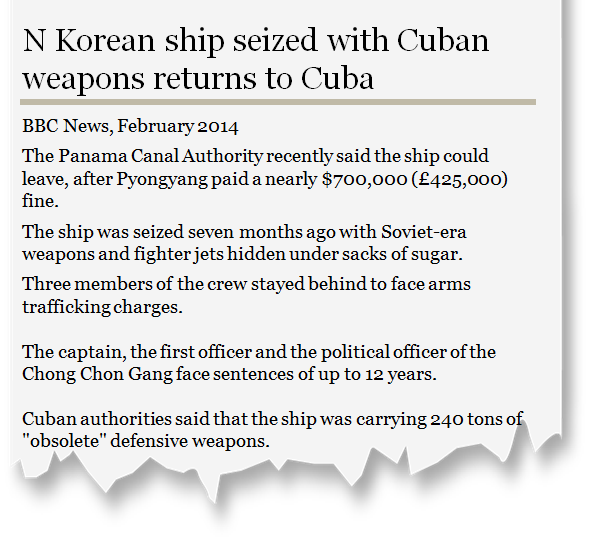 N Korean ship seized with Cuban
weapons returns to Cuba
BBC News, February 2014
The Panama Canal Authority recently said the ship could
leave, after Pyongyang paid a nearly $700,000 (£425,000)
fine.
The ship was seized seven months ago with Soviet-era
weapons and fighter jets hidden under sacks of sugar.
Three members of the crew stayed behind to face arms
trafficking charges.
The captain, the first officer and the political officer of the
Chong Chon Gang face sentences of up to 12 years.
Cuban authorities said that the ship was carrying 240 tons of
"obsolete" defensive weapons.